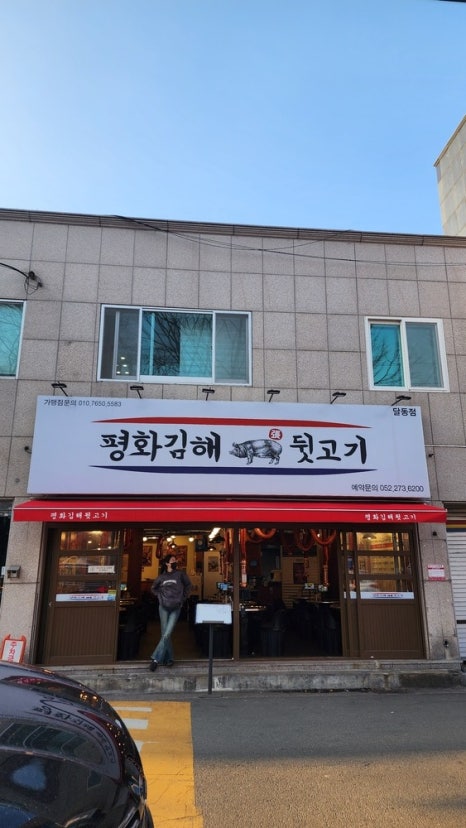 가맹점문의 010.7650.5583
달동점
평화김해 뒷고기
예약문의 052.273.6200
평화김해뒷고기 평화김해뒷고기